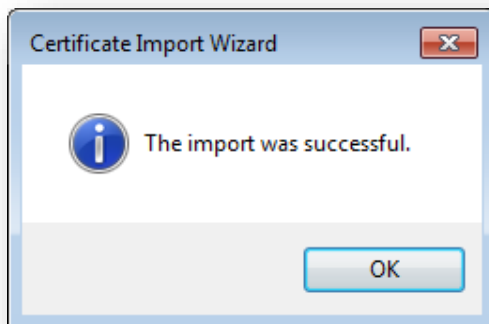 Certificate Import Wizard
The import was successful.
OK